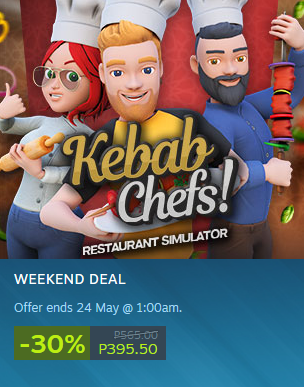 Kebab
Chefs!
RESTAURANT SIMULATOR
WEEKEND DEAL
Offer ends 24 May @ 1:00am.
-30%
P565.00
P395.50